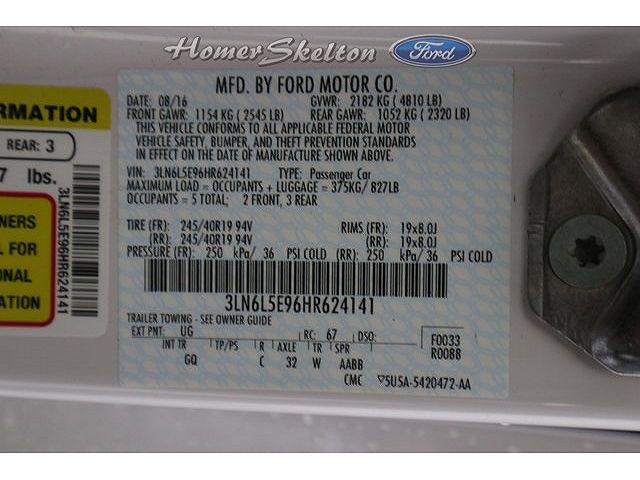 Homer Skelton Ford
MFD. BY FORD MOTOR CO.
DATE: 08/16 GVWR: 2182 KG ( 4810 LB)
FRONT GAWR: 1154 KG ( 2545 LB) REAR GAWR: 1052 KG ( 2320 LB)
THIS VEHICLE CONFORMS TO ALL APPLICABLE FEDERAL MOTOR
VEHICLE SAFETY, BUMPER, AND THEFT PREVENTION STANDARDS
IN EFFECT ON THE DATE OF MANUFACTURE SHOWN ABOVE.
VIN: 3LN6L5E96HR624141 TYPE: Passenger Car
MAXIMUM LOAD = OCCUPANTS + LUGGAGE = 375KG/ 827LB
OCCUPANTS = 5 TOTAL; 2 FRONT, 3 REAR
TIRE (FR): 245/40R19 94V RIMS (FR): 19x8.0J
(RR): 245/40R19 94V (RR): 19x8.0J
PRESSURE (FR): 250 kPa/ 36 PSI COLD (RR): 250 kPa/ 36 PSI COLD
3LN6L5E96HR624141
TRAILER TOWING - SEE OWNER GUIDE
EXT PNT: UG RC: 67 DSO: F0033
R0088
INT TR TP/PS R AXLE TR SPR
GQ C 32 W AABB
CMC 5U5A-5420472-AA
RMATION
REAR: 3
7 lbs.
3LN6L5E96HR624141
NERS
L FOR
ONAL
TION